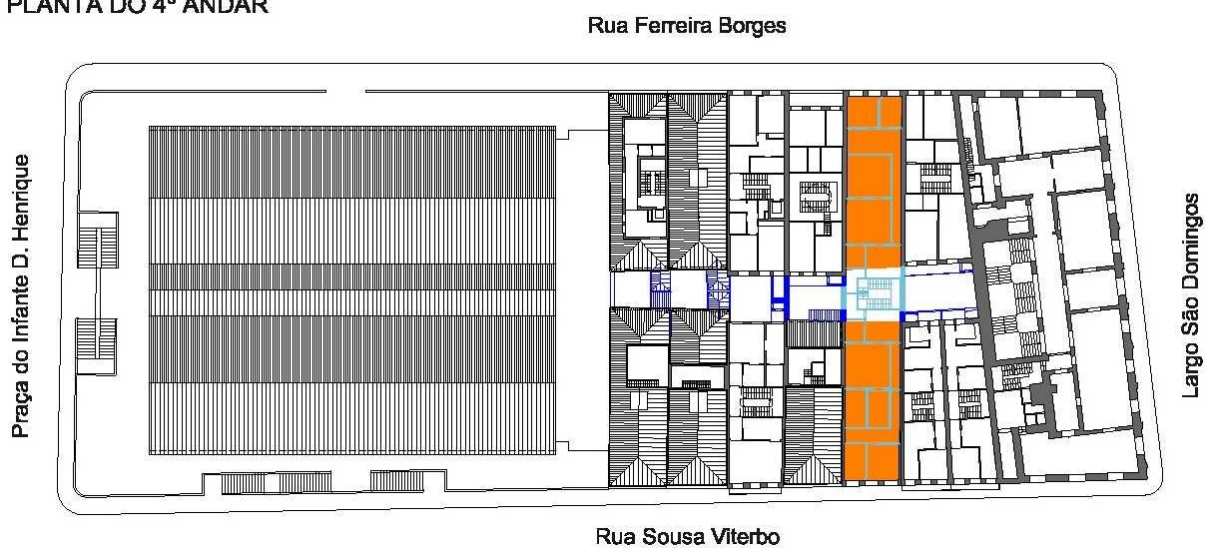 PLANTA DO 4º ANDAR
Rua Ferreira Borges
Praça do Infante D. Henrique
Largo São Domingos
Rua Sousa Viterbo